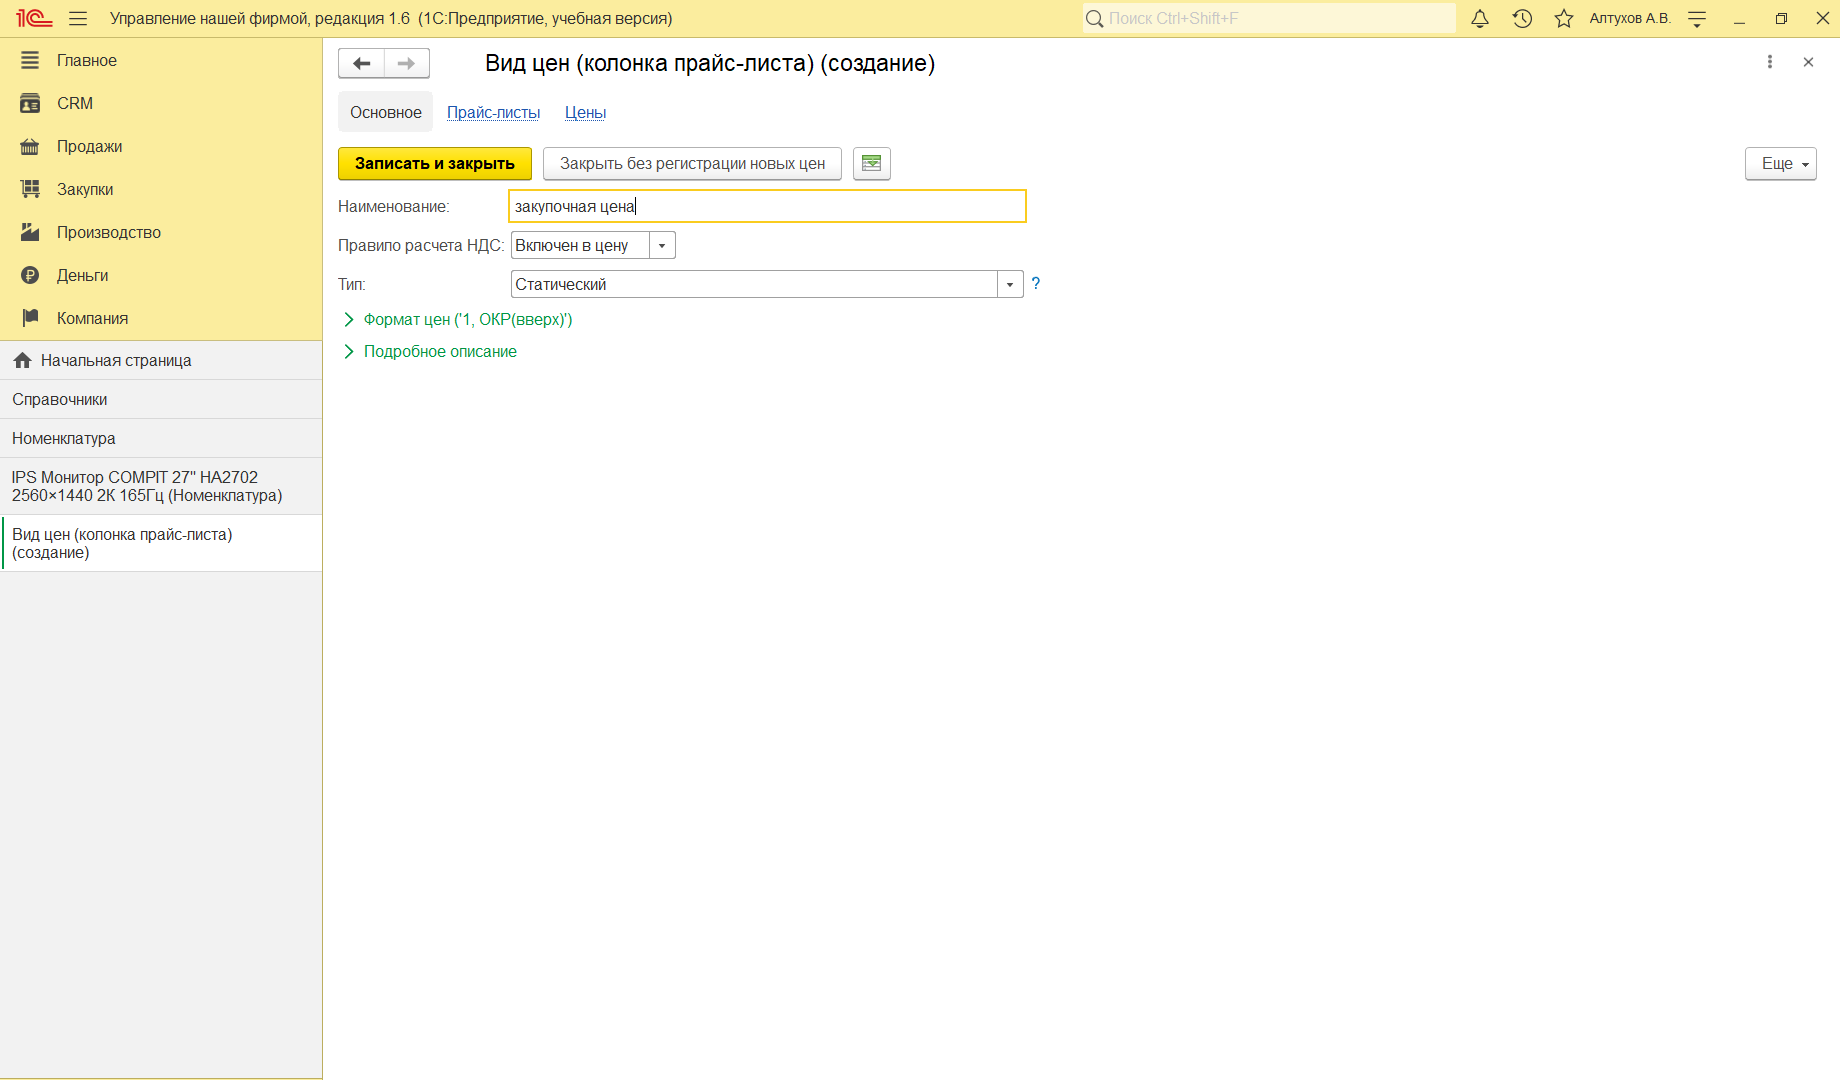 1С Управление нашей фирмой, редакция 1.6 (1С:Предприятие, учебная версия) Поиск Ctrl+Shift+F Алтухов А.В.
Главное
CRM
Продажи
Закупки
Производство
Деньги
Компания
Начальная страница
Справочники
Номенклатура
IPS Монитор COMPIT 27" HA2702
2560×1440 2К 165Гц (Номенклатура)
Вид цен (колонка прайс-листа)
(создание)
Вид цен (колонка прайс-листа) (создание)
Основное Прайс-листы Цены
Записать и закрыть Закрыть без регистрации новых цен Еще
Наименование: закупочная цена
Правило расчета НДС: Включен в цену
Тип: Статический ?
Формат цен ('1, ОКР(вверх)')
Подробное описание